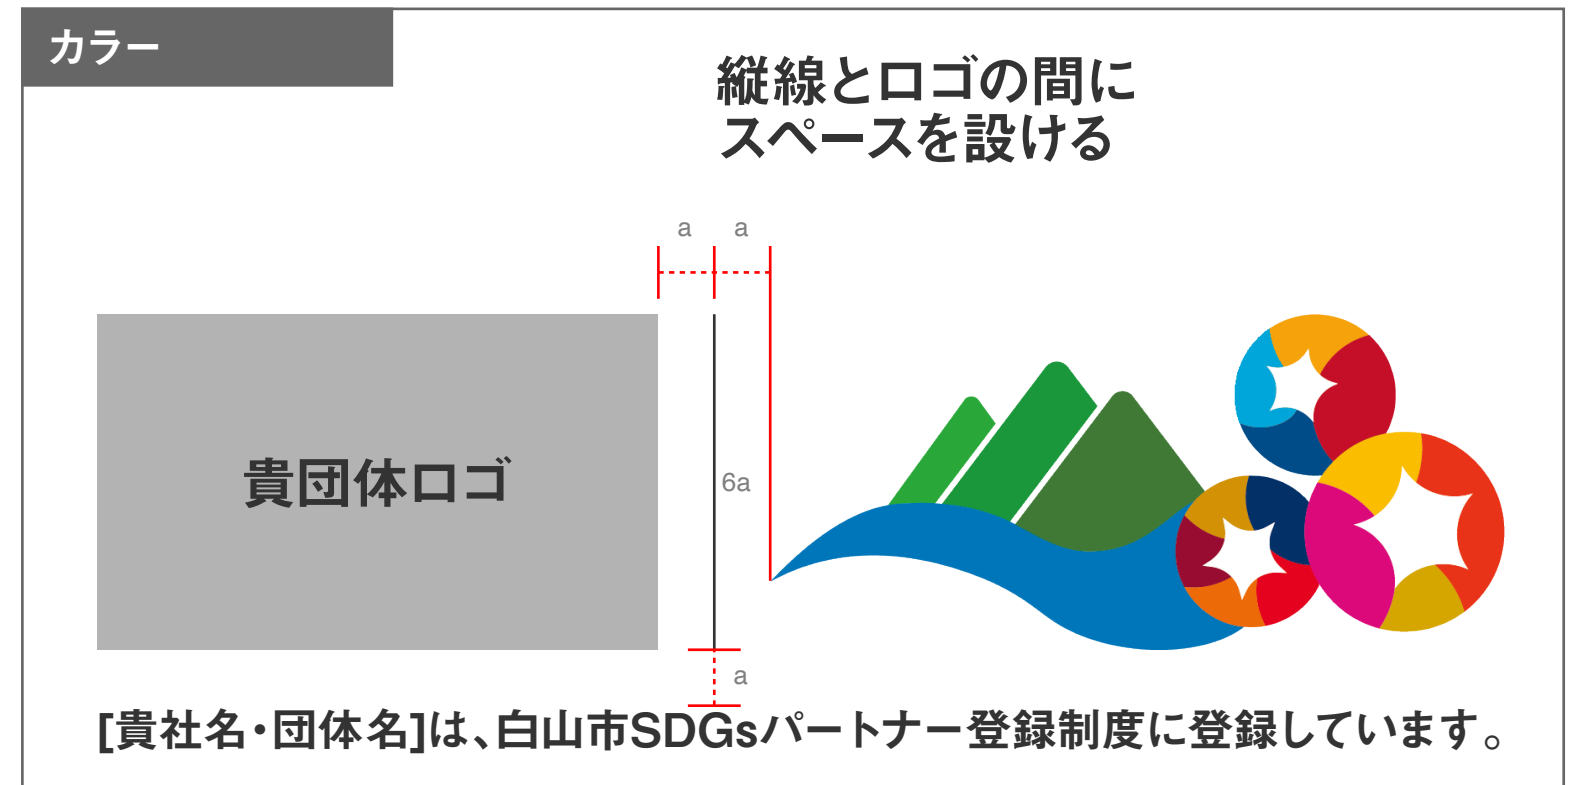 カラー
縦線とロゴの間に
スペースを設ける
a a
貴団体ロゴ
6a
a
[貴社名・団体名]は、白山市SDGsパートナー登録制度に登録しています。